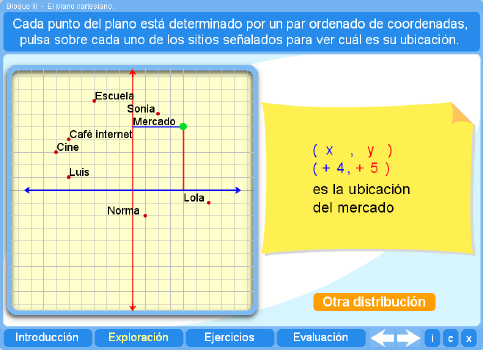 Bloque III - El plano cartesiano.
Cada punto del plano está determinado por un par ordenado de coordenadas,
pulsa sobre cada uno de los sitios señalados para ver cuál es su ubicación.
Escuela
Sonia
Mercado
Café internet
Cine
Luis
Lola
Norma
( x , y )
( + 4 , + 5 )
es la ubicación
del mercado
Otra distribución
Introducción
Exploración
Ejercicios
Evaluación
i
c
x